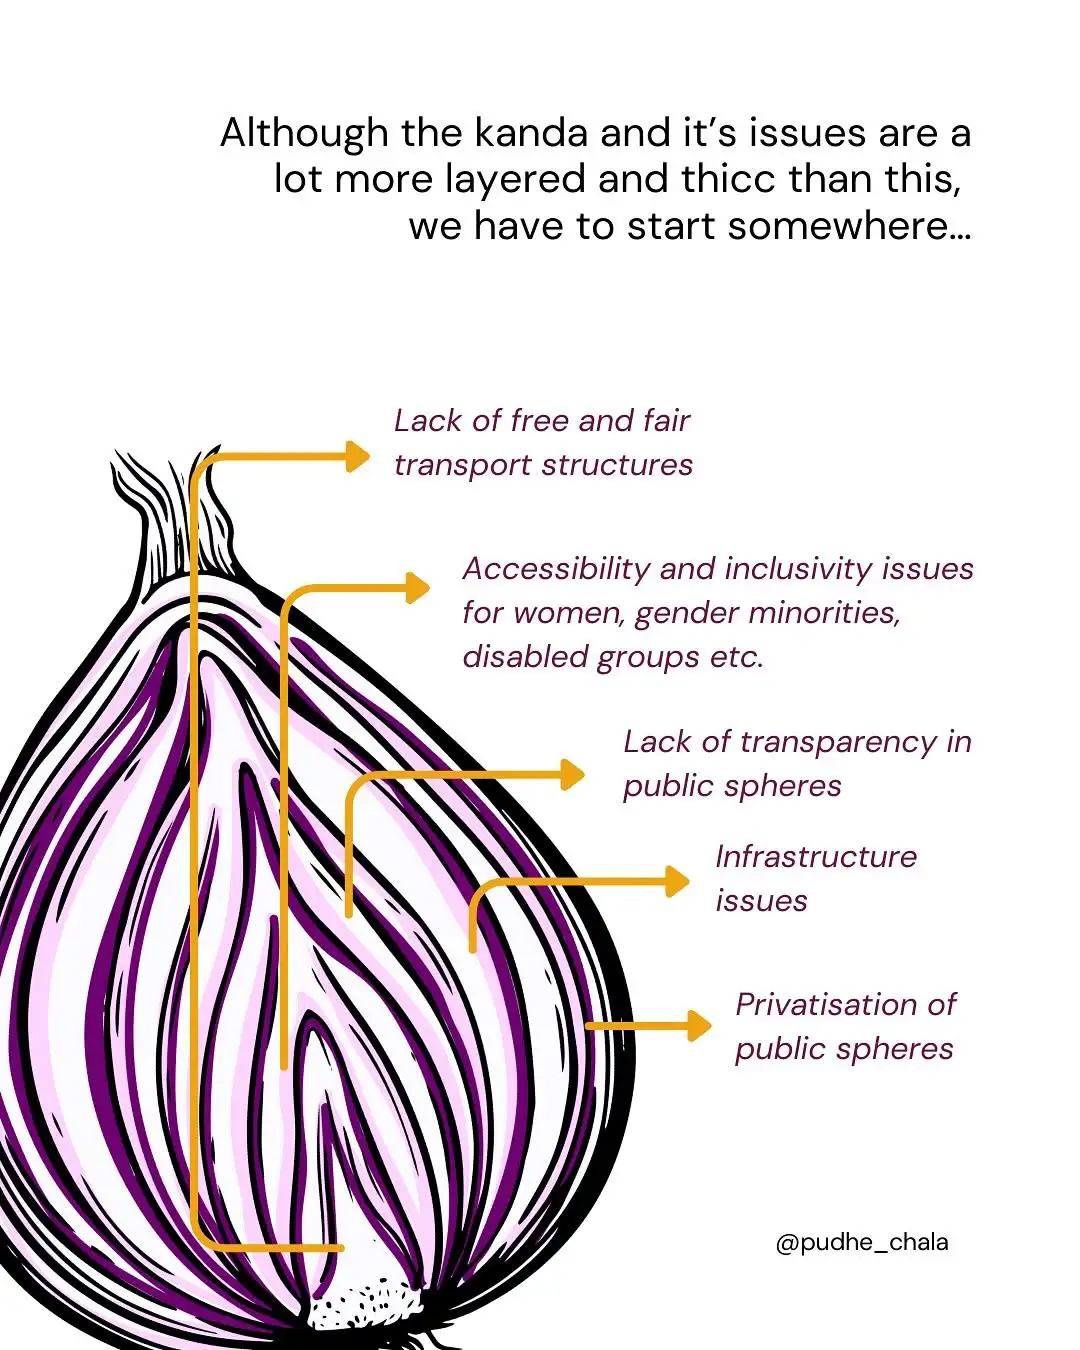 Although the kanda and it’s issues are a
lot more layered and thicc than this,
we have to start somewhere...
Lack of free and fair
transport structures
Accessibility and inclusivity issues
for women, gender minorities,
disabled groups etc.
Lack of transparency in
public spheres
Infrastructure
issues
Privatisation of
public spheres
@pudhe_chala